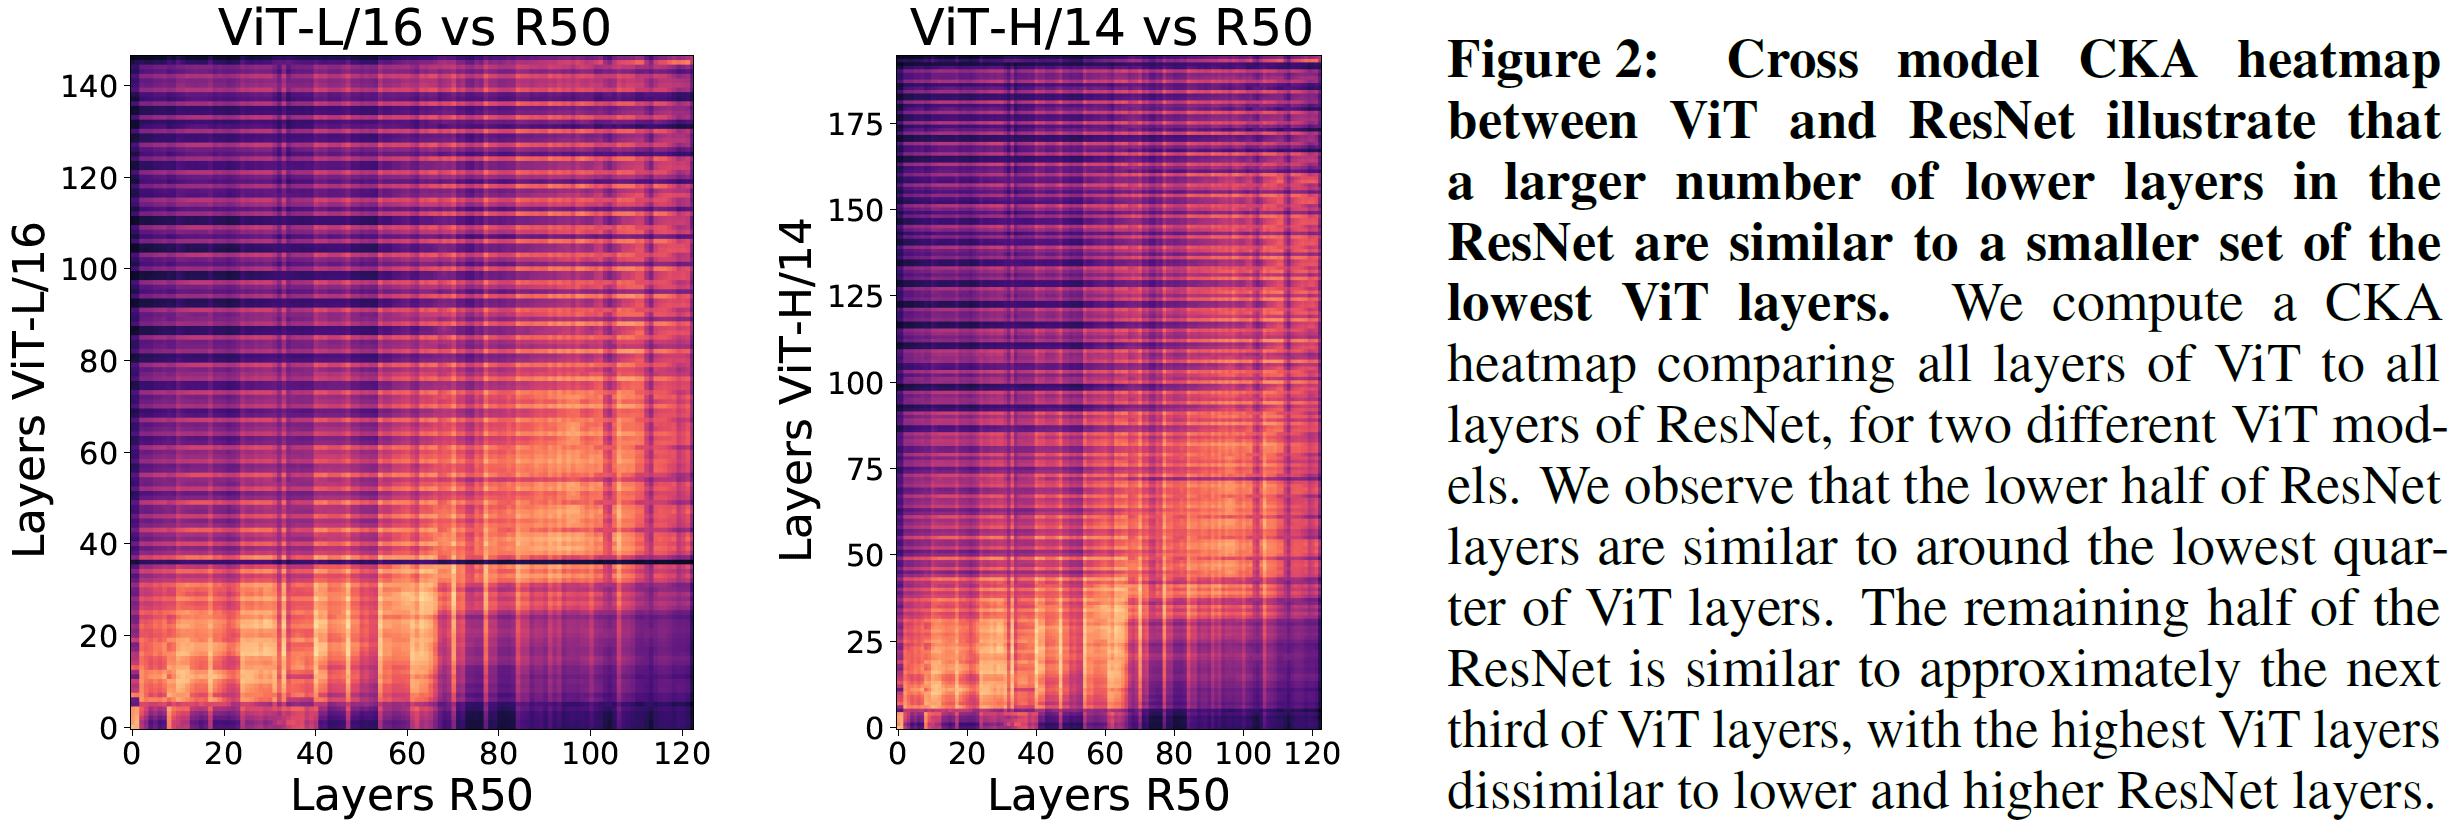 ViT-L/16 vs R50
Layers ViT-L/16
140
120
100
80
60
40
20
0
0 20 40 60 80 100 120
Layers R50
ViT-H/14 vs R50
Layers ViT-H/14
175
150
125
100
75
50
25
0
0 20 40 60 80 100 120
Layers R50
Figure 2: Cross model CKA heatmap
between ViT and ResNet illustrate that
a larger number of lower layers in the
ResNet are similar to a smaller set of the
lowest ViT layers. We compute a CKA
heatmap comparing all layers of ViT to all
layers of ResNet, for two different ViT mod-
els. We observe that the lower half of ResNet
layers are similar to around the lowest quar-
ter of ViT layers. The remaining half of the
ResNet is similar to approximately the next
third of ViT layers, with the highest ViT layers
dissimilar to lower and higher ResNet layers.